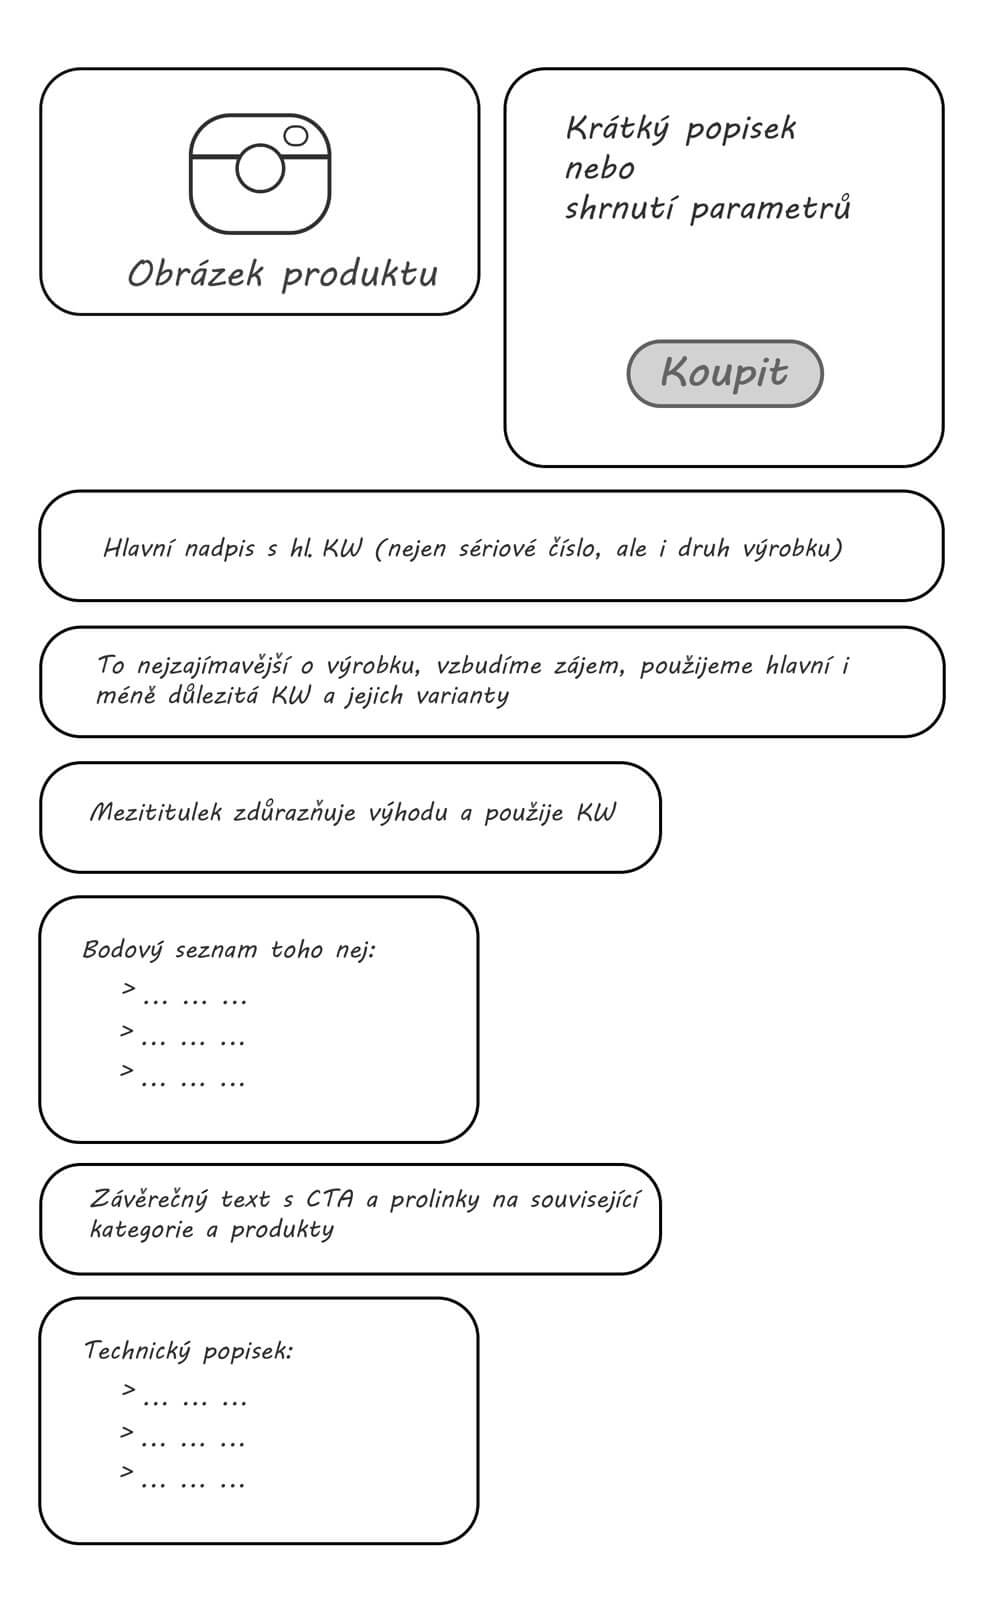 Obrázek produktu
Krátký popisek
nebo
shrnutí parametrů
Koupit
Hlavní nadpis s hl. KW (nejen sériové číslo, ale i druh výrobku)
To nejzajímavější o výrobku, vzbudíme zájem, použijeme hlavní i
méně důlezitá KW a jejich varianty
Mezititulek zdůrazňuje výhodu a použije KW
Bodový seznam toho nej:
> ... ... ...
> ... ... ...
> ... ... ...
Závěrečný text s CTA a prolinky na související
kategorie a produkty
Technický popisek:
> ... ... ...
> ... ... ...
> ... ... ...